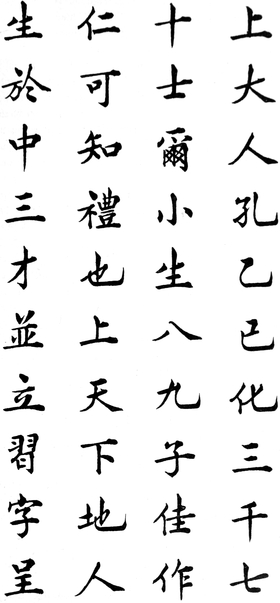 上大人孔乙已化三千七
十士爾小生八九子佳作
仁可知禮也上天下地人
生於中三才並立習字呈